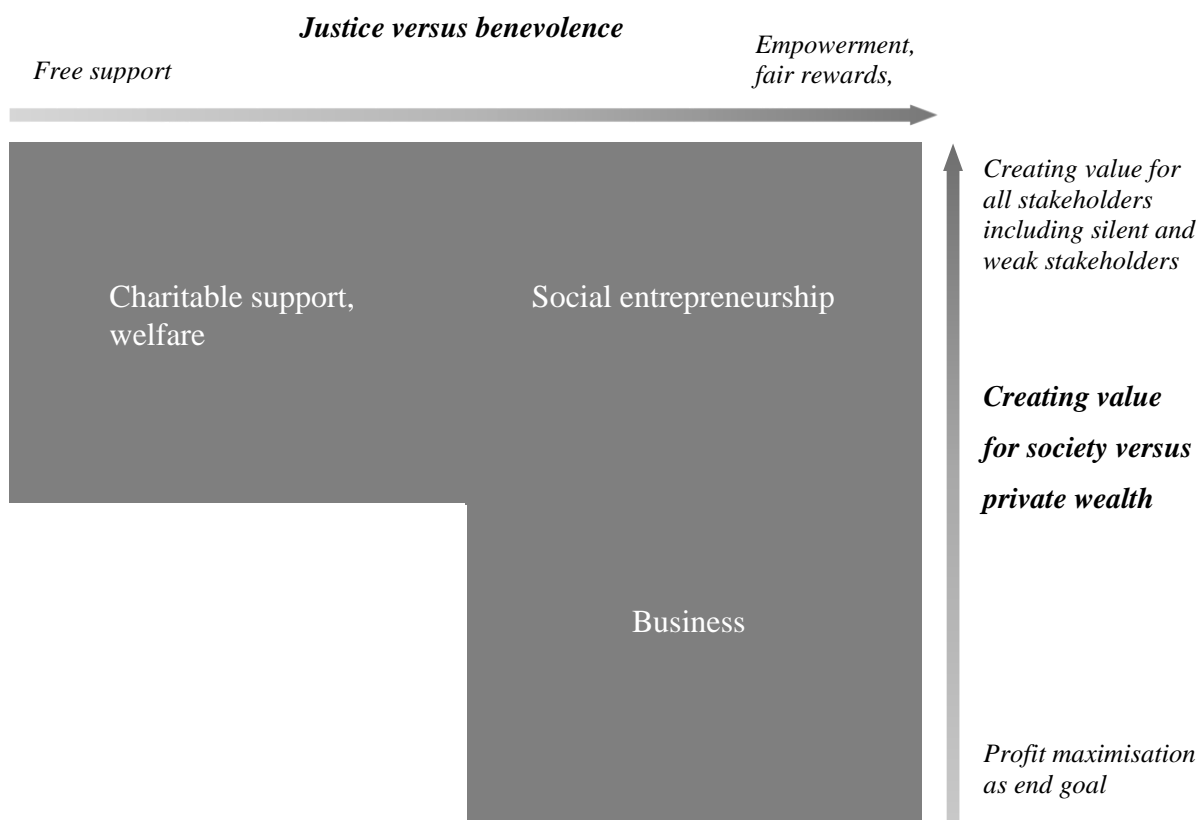 Justice versus benevolence
Free support
Empowerment,
fair rewards,
Creating value for
all stakeholders
including silent and
weak stakeholders
Charitable support,
welfare
Social entrepreneurship
Creating value
for society versus
private wealth
Business
Profit maximisation
as end goal